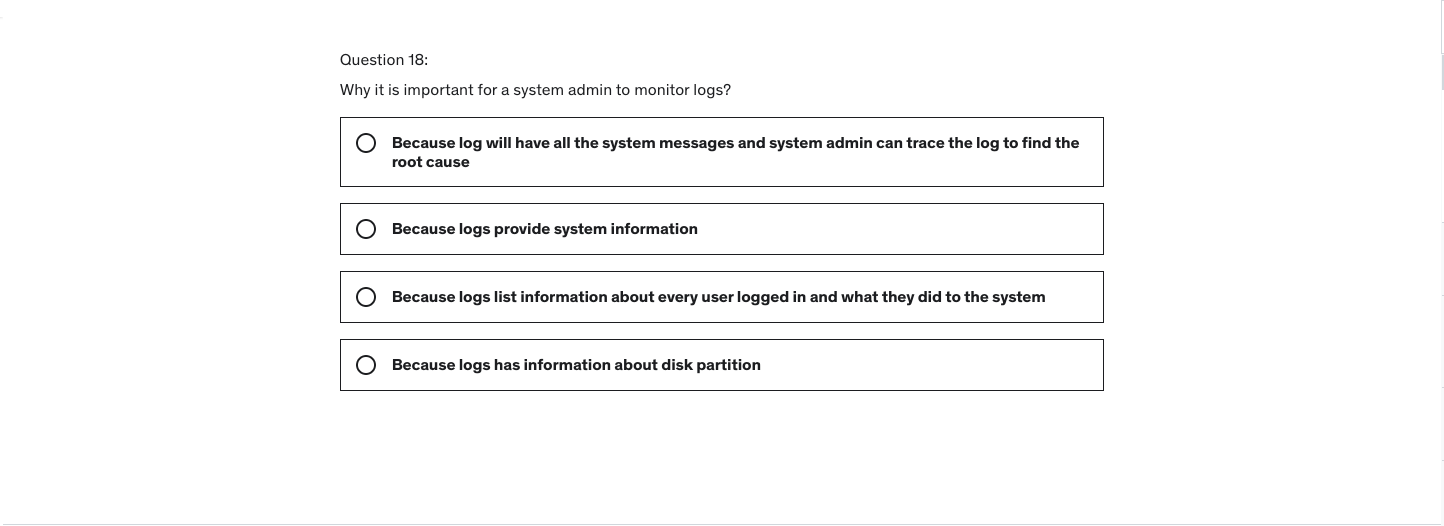 Question 18:
Why it is important for a system admin to monitor logs?
Because log will have all the system messages and system admin can trace the log to find the
root cause
Because logs provide system information
Because logs list information about every user logged in and what they did to the system
Because logs has information about disk partition